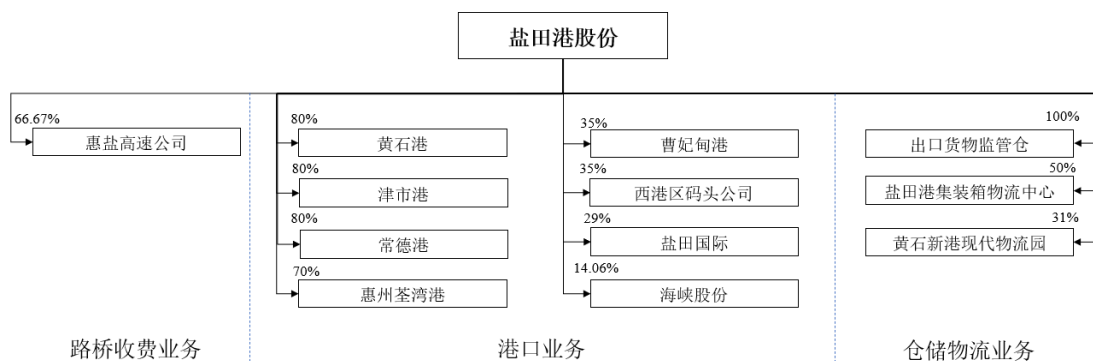 盐田港股份
66.67%
惠盐高速公司
80%
黄石港
80%
津市港
80%
常德港
70%
惠州荃湾港
35%
曹妃甸港
35%
西港区码头公司
29%
盐田国际
14.06%
海峡股份
100%
出口货物监管仓
50%
盐田港集装箱物流中心
31%
黄石新港现代物流园
路桥收费业务
港口业务
仓储物流业务